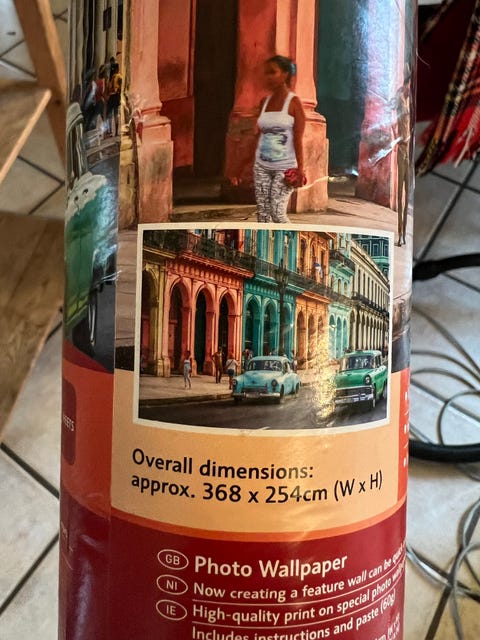 Overall dimensions:
approx. 368 x 254cm (W x H)
GB Photo Wallpaper
NI Now creating a feature wall can be
IE High-quality print on special photo
Includes instructions and paste (60g)